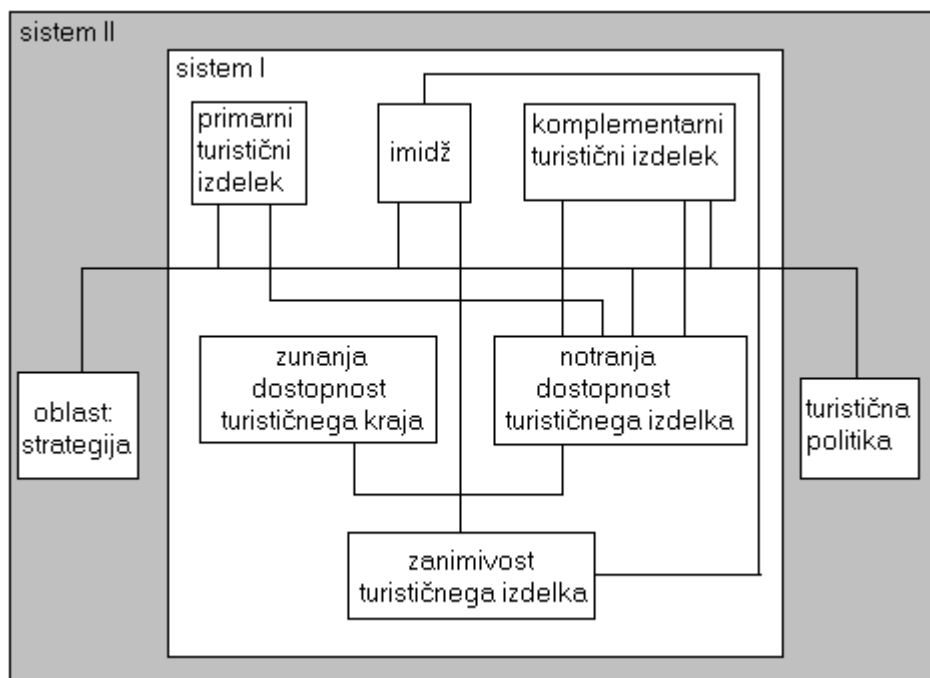 sistem II
sistem I
primarni
turistični
izdelek
imidž
komplementarni
turistični izdelek
zunanja
dostopnost
turističnega kraja
notranja
dostopnost
turističnega izdelka
oblast:
strategija
turistična
politika
zanimivost
turističnega izdelka